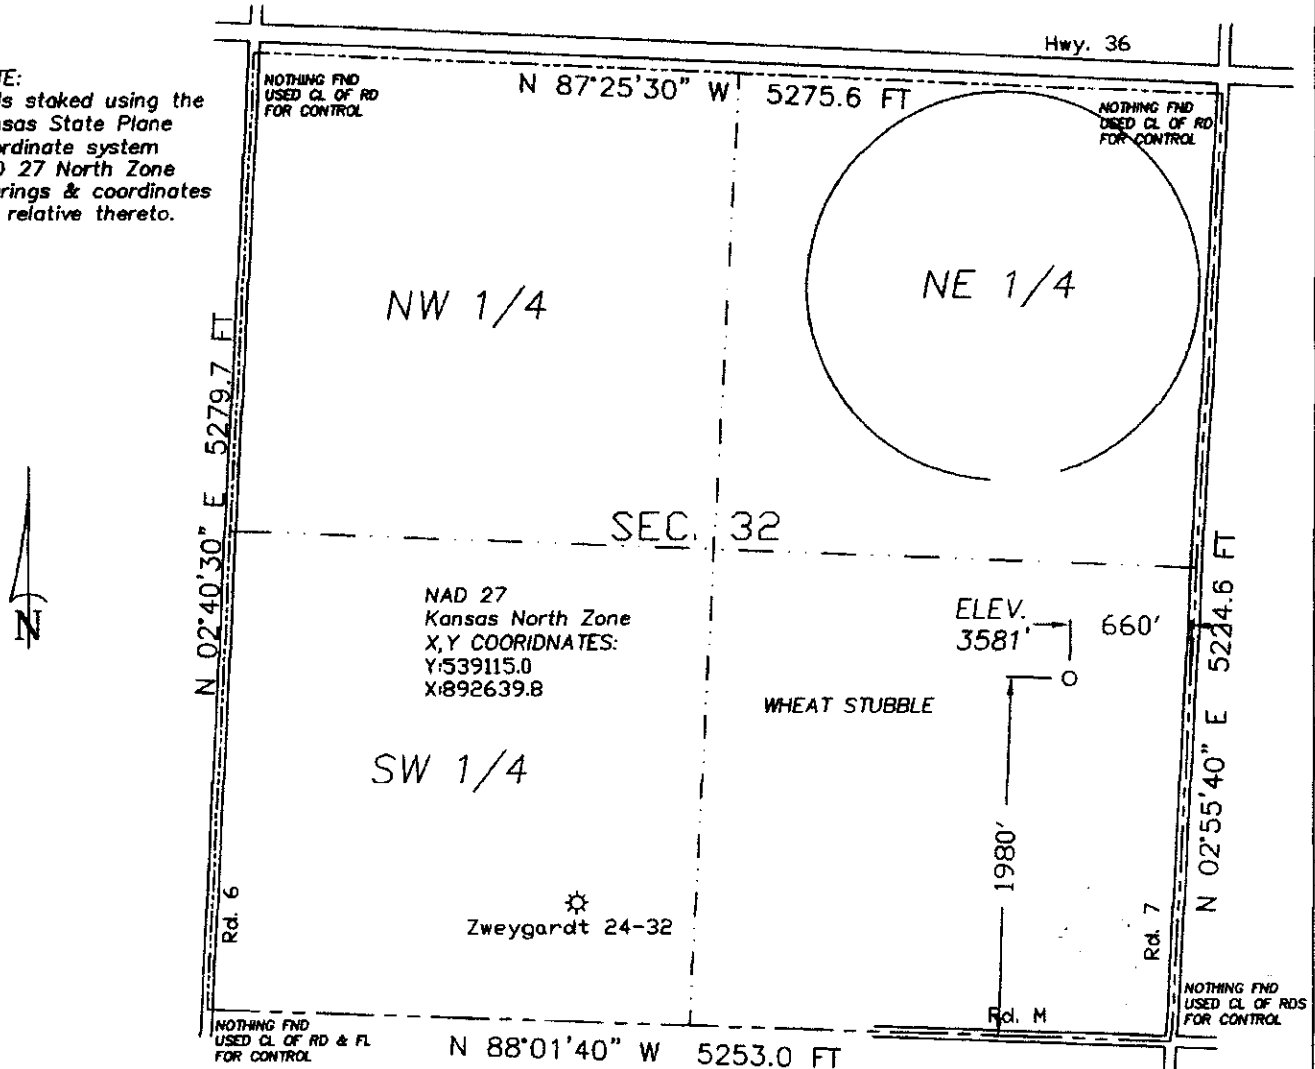 Hwy. 36
NOTHING FND
USED CL OF RD
FOR CONTROL
N 87°25'30" W 5275.6 FT
NOTHING FND
USED CL OF RD
FOR CONTROL
staked using the
State Plane
system
27 North Zone
& coordinates
relative thereto.
NW 1/4
NE 1/4
N 02°40'30" E 5279.7 FT
SEC. 32
N
NAD 27
Kansas North Zone
X,Y COORIDNATES:
Y:539115.0
X:892639.8
ELEV.
3581'
660'
WHEAT STUBBLE
N 02°55'40" E 5224.6 FT
SW 1/4
1980'
Rd. 6
Zweygardt 24-32
Rd. 7
Rd. M
NOTHING FND
USED CL OF RDS
FOR CONTROL
NOTHING FND
USED CL OF RD & FL
FOR CONTROL
N 88°01'40" W 5253.0 FT